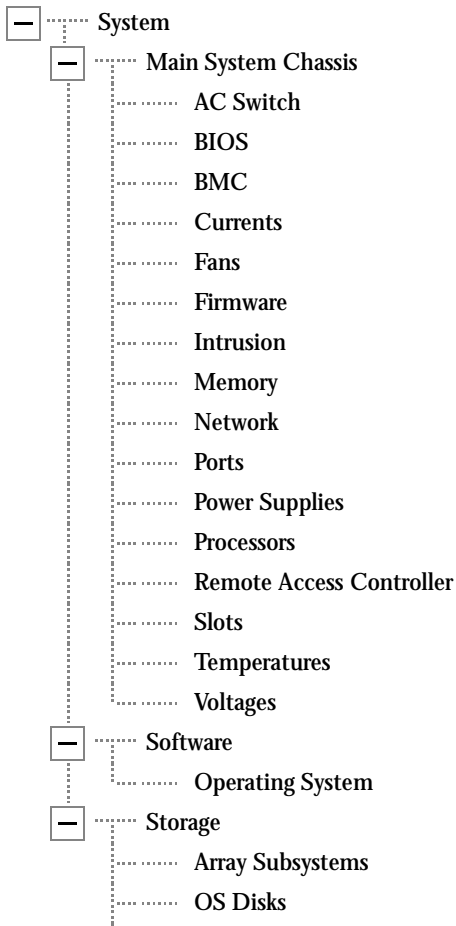 System
Main System Chassis
AC Switch
BIOS
BMC
Currents
Fans
Firmware
Intrusion
Memory
Network
Ports
Power Supplies
Processors
Remote Access Controller
Slots
Temperatures
Voltages
Software
Operating System
Storage
Array Subsystems
OS Disks